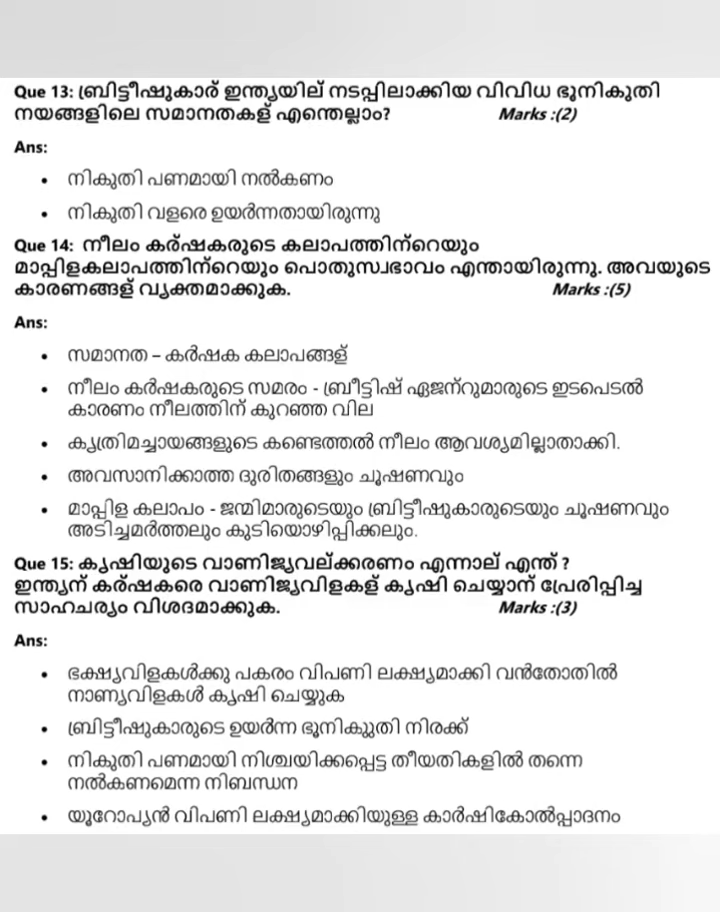 Que 13: ബ്രിട്ടീഷുകാര് ഇന്ത്യയില് നടപ്പിലാക്കിയ വിവിധ ഭൂനികുതി
നയങ്ങളിലെ സമാനതകള് എന്തെല്ലാം? Marks :(2)
Ans:
• നികുതി പണമായി നൽകണം
• നികുതി വളരെ ഉയർന്നതായിരുന്നു
Que 14: നീലം കര്ഷകരുടെ കലാപത്തിന്റെയും
മാപ്പിളകലാപത്തിന്റെയും പൊതുസ്വഭാവം എന്തായിരുന്നു. അവയുടെ
കാരണങ്ങള് വ്യക്തമാക്കുക. Marks :(5)
Ans:
• സമാനത – കർഷക കലാപങ്ങള്
• നീലം കർഷകരുടെ സമരം - ബ്രീട്ടിഷ് ഏജന്റുമാരുടെ ഇടപെടൽ
കാരണം നീലത്തിന് കുറഞ്ഞ വില
• കൃത്രിമച്ചായങ്ങളുടെ കണ്ടെത്തൽ നീലം ആവശ്യമില്ലാതാക്കി.
• അവസാനിക്കാത്ത ദുരിതങ്ങളും ചൂഷണവും
• മാപ്പിള കലാപം - ജന്മിമാരുടെയും ബ്രിട്ടീഷുകാരുടെയും ചൂഷണവും
അടിച്ചമർത്തലും കുടിയൊഴിപ്പിക്കലും.
Que 15: കൃഷിയുടെ വാണിജ്യവല്ക്കരണം എന്നാല് എന്ത് ?
ഇന്ത്യന് കര്ഷകരെ വാണിജ്യവിളകള് കൃഷി ചെയ്യാന് പ്രേരിപ്പിച്ച
സാഹചര്യം വിശദമാക്കുക. Marks :(3)
Ans:
• ഭക്ഷ്യവിളകൾക്കു പകരം വിപണി ലക്ഷ്യമാക്കി വൻതോതിൽ
നാണ്യവിളകൾ കൃഷി ചെയ്യുക
• ബ്രിട്ടീഷുകാരുടെ ഉയർന്ന ഭൂനികുുതി നിരക്ക്
• നികുതി പണമായി നിശ്ചയിക്കപ്പെട്ട തീയതികളിൽ തന്നെ
നൽകണമെന്ന നിബന്ധന
• യൂറോപ്യൻ വിപണി ലക്ഷ്യമാക്കിയുള്ള കാർഷികോൽപ്പാദനം